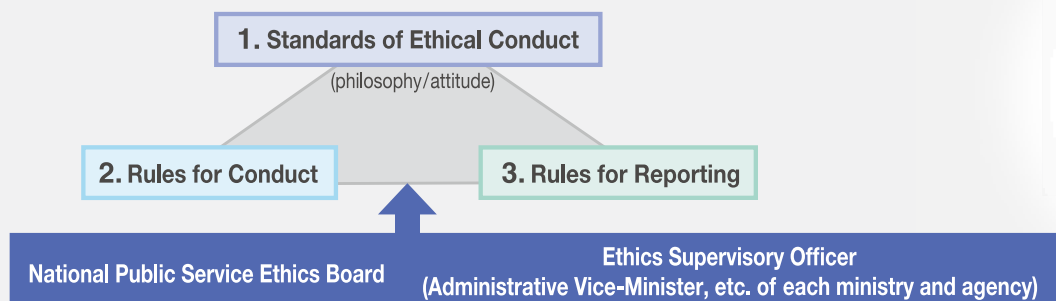 1. Standards of Ethical Conduct
(philosophy/attitude)
2. Rules for Conduct
3. Rules for Reporting
National Public Service Ethics Board
Ethics Supervisory Officer
(Administrative Vice-Minister, etc. of each ministry and agency)